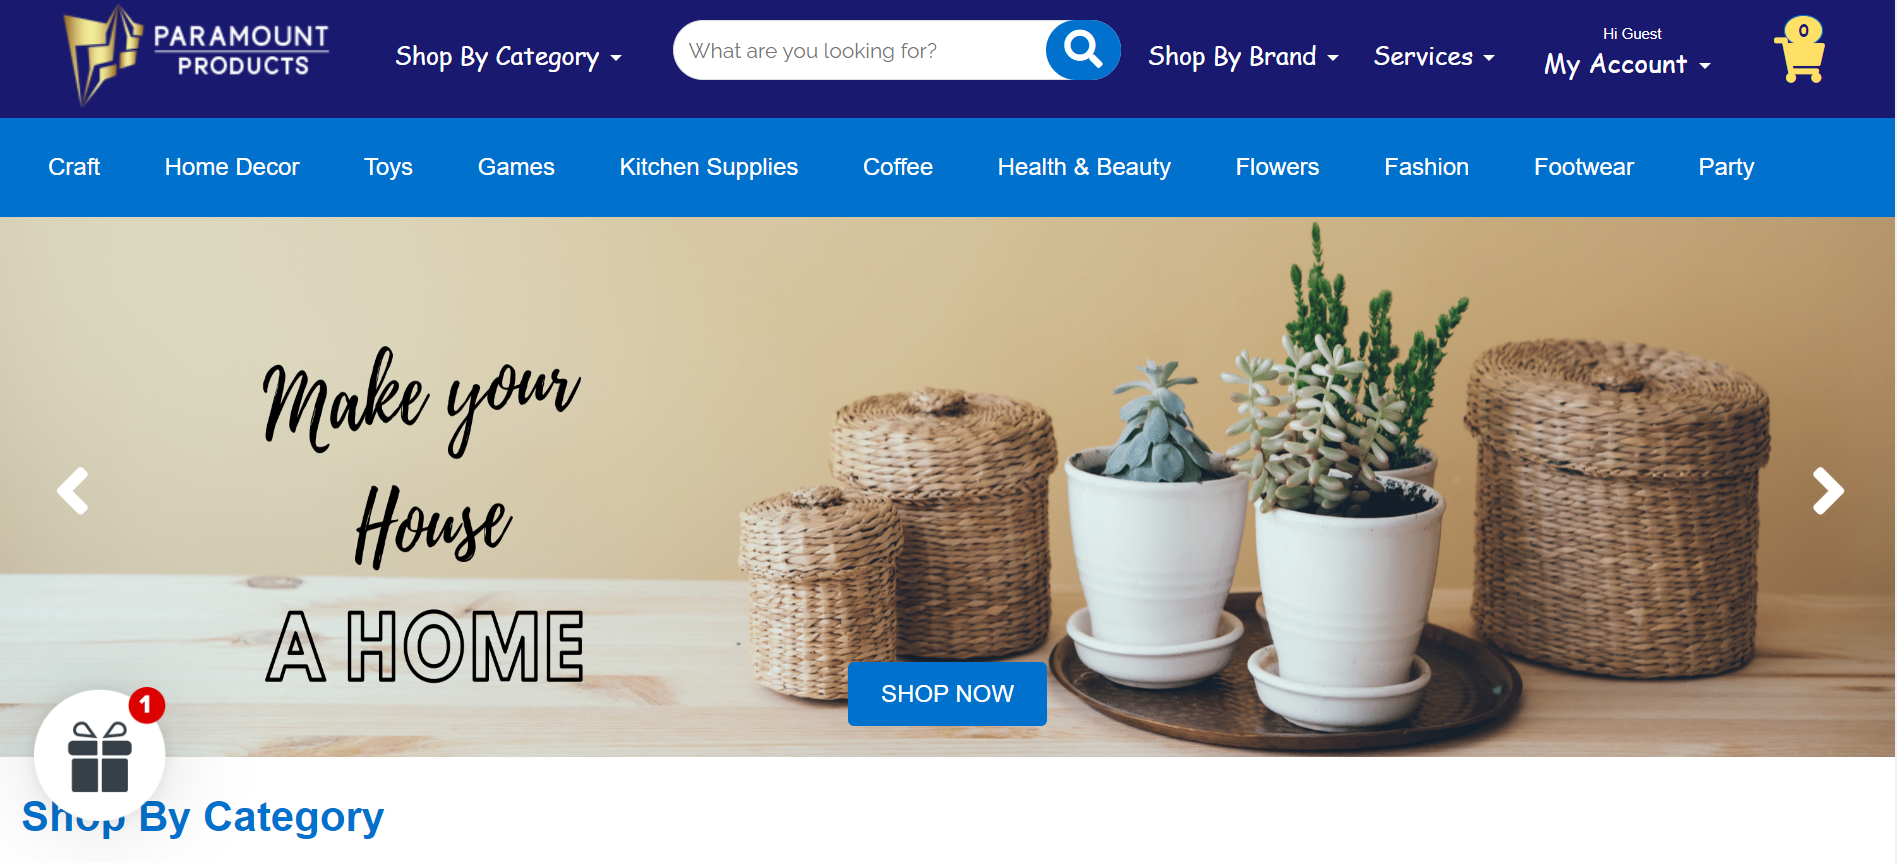 PARAMOUNT
PRODUCTS
Shop By Category
What are you looking for?
Shop By Brand
Services
Hi Guest
My Account
0
Craft
Home Decor
Toys
Games
Kitchen Supplies
Coffee
Health & Beauty
Flowers
Fashion
Footwear
Party
Make your
House
A HOME
SHOP NOW
1
Shop By Category